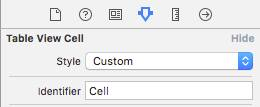 Table View Cell Hide
Style Custom
Identifier Cell